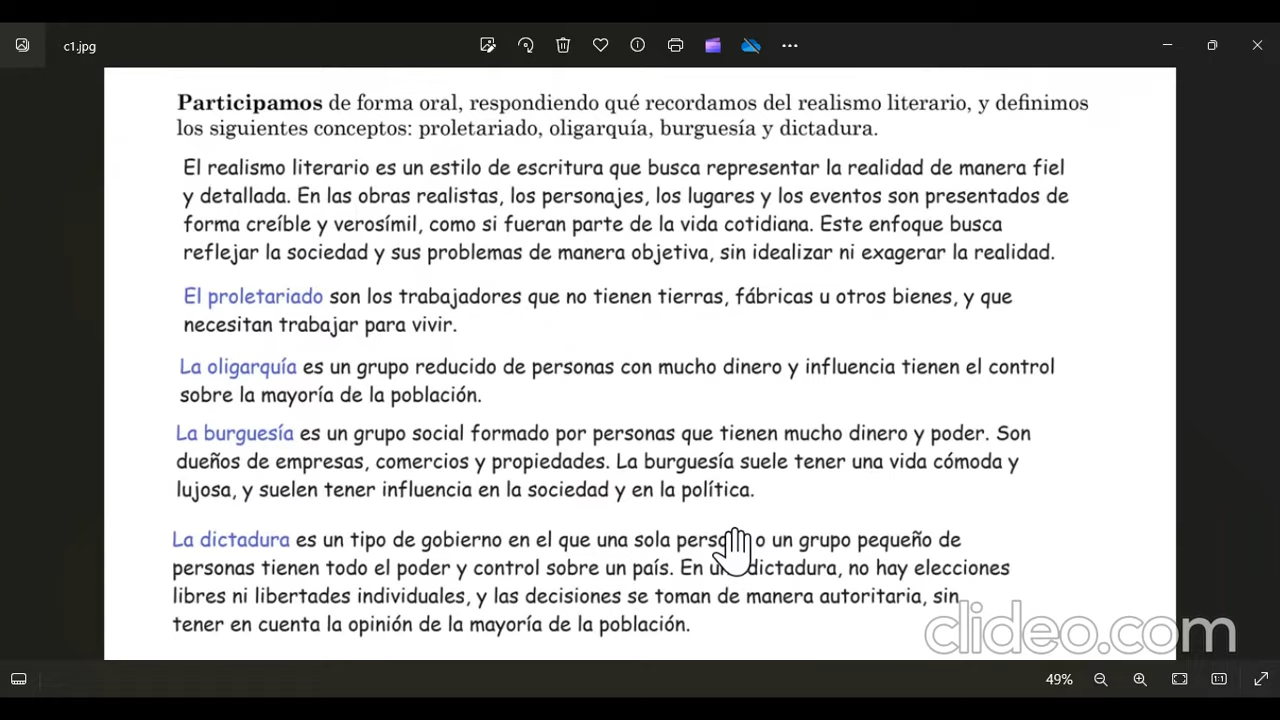 c1.jpg
Participamos de forma oral, respondiendo qué recordamos del realismo literario, y definimos
los siguientes conceptos: proletariado, oligarquía, burguesía y dictadura.
El realismo literario es un estilo de escritura que busca representar la realidad de manera fiel
y detallada. En las obras realistas, los personajes, los lugares y los eventos son presentados de
forma creíble y verosímil, como si fueran parte de la vida cotidiana. Este enfoque busca
reflejar la sociedad y sus problemas de manera objetiva, sin idealizar ni exagerar la realidad.
El proletariado son los trabajadores que no tienen tierras, fábricas u otros bienes, y que
necesitan trabajar para vivir.
La oligarquía es un grupo reducido de personas con mucho dinero y influencia tienen el control
sobre la mayoría de la población.
La burguesía es un grupo social formado por personas que tienen mucho dinero y poder. Son
dueños de empresas, comercios y propiedades. La burguesía suele tener una vida cómoda y
lujosa, y suelen tener influencia en la sociedad y en la política.
La dictadura es un tipo de gobierno en el que una sola persona o un grupo pequeño de
personas tienen todo el poder y control sobre un país. En una dictadura, no hay elecciones
libres ni libertades individuales, y las decisiones se toman de manera autoritaria, sin
tener en cuenta la opinión de la mayoría de la población.
clideo.com
49%
1:1